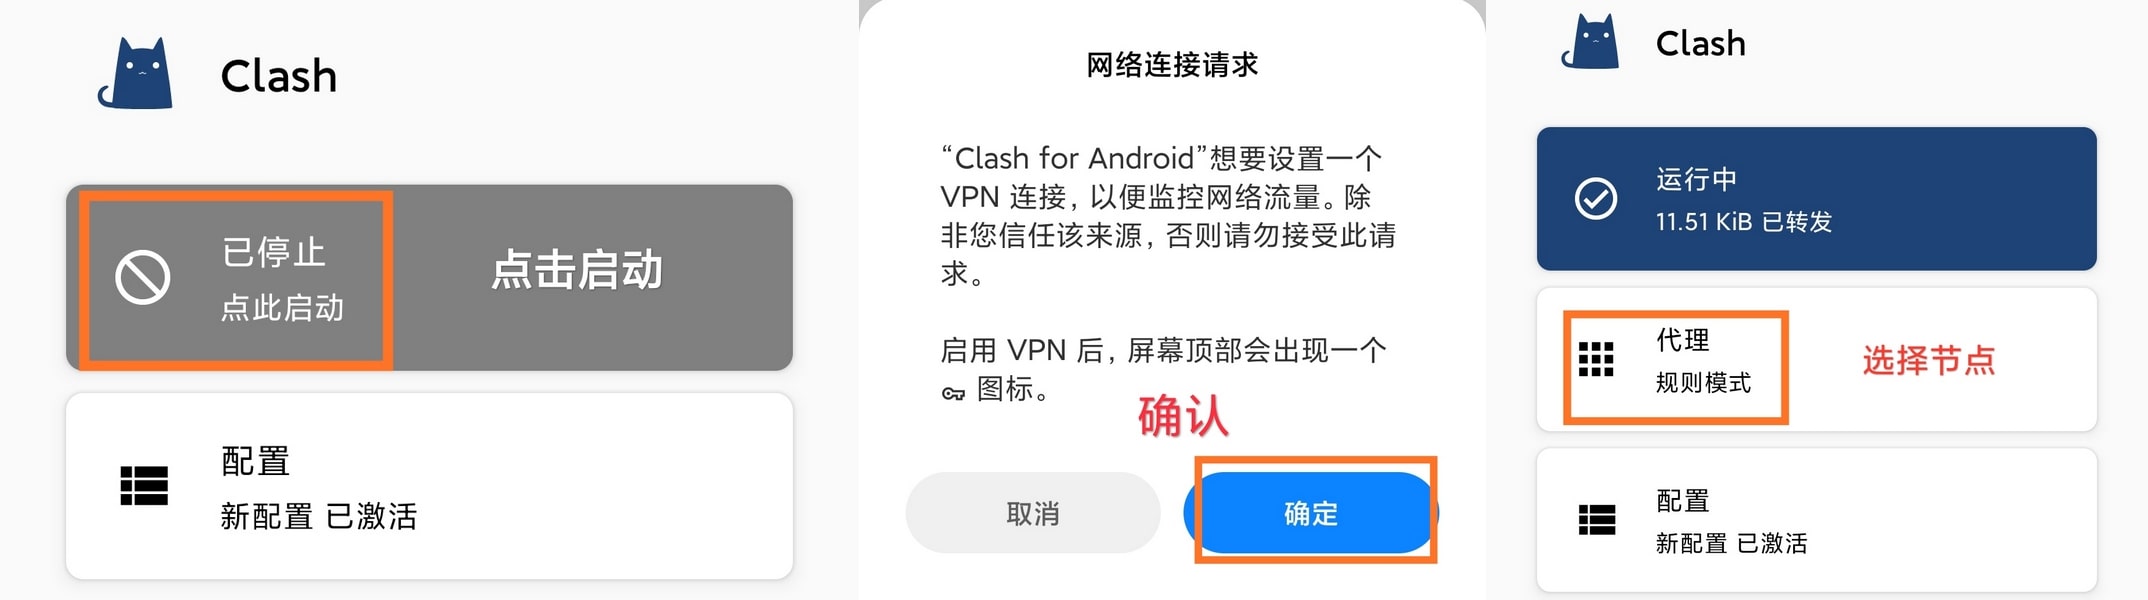 Clash
已停止
点此启动
点击启动
配置
新配置 已激活
网络连接请求
“Clash for Android”想要设置一个
VPN 连接，以便监控网络流量。除
非您信任该来源，否则请勿接受此请
求。
启用 VPN 后，屏幕顶部会出现一个
图标。
确认
取消
确定
Clash
运行中
11.51 KiB 已转发
代理
规则模式
选择节点
配置
新配置 已激活